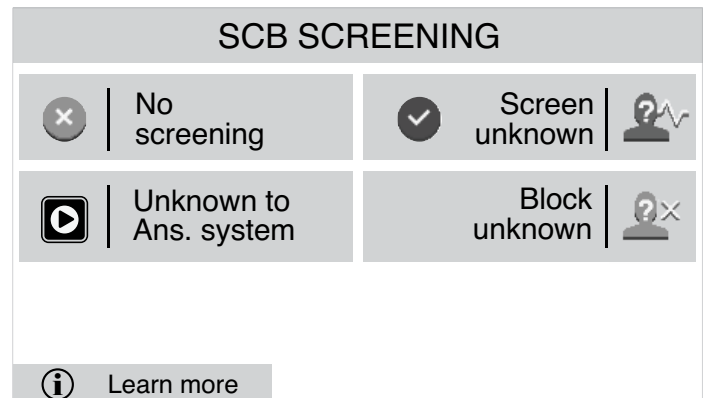 SCB SCREENING
No
screening
Screen
unknown
Unknown to
Ans. system
Block
unknown
Learn more